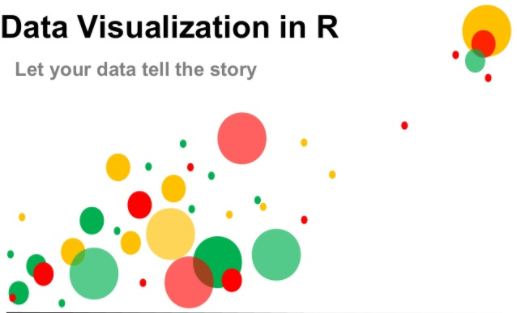 Data Visualization in R
Let your data tell the story